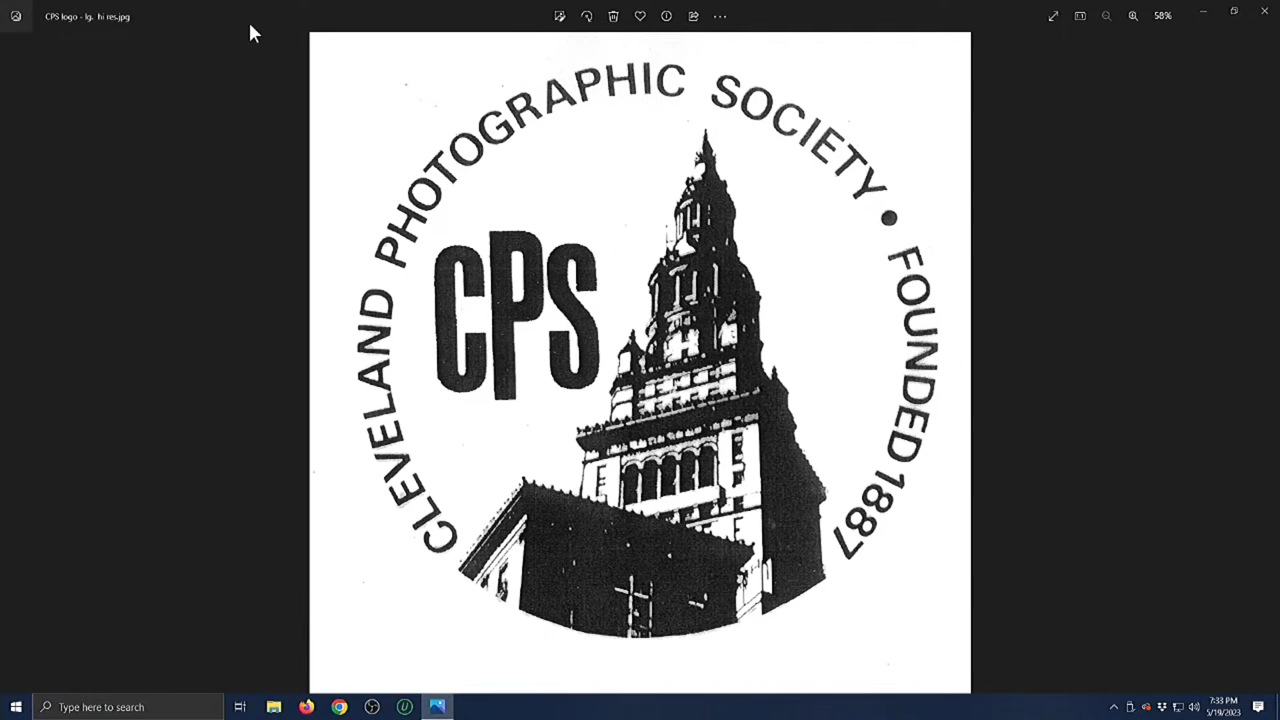 CPS logo - lg. hi res.jpg
58%
CLEVELAND PHOTOGRAPHIC SOCIETY • FOUNDED 1887
CPS
Type here to search
7:33 PM
5/19/2023